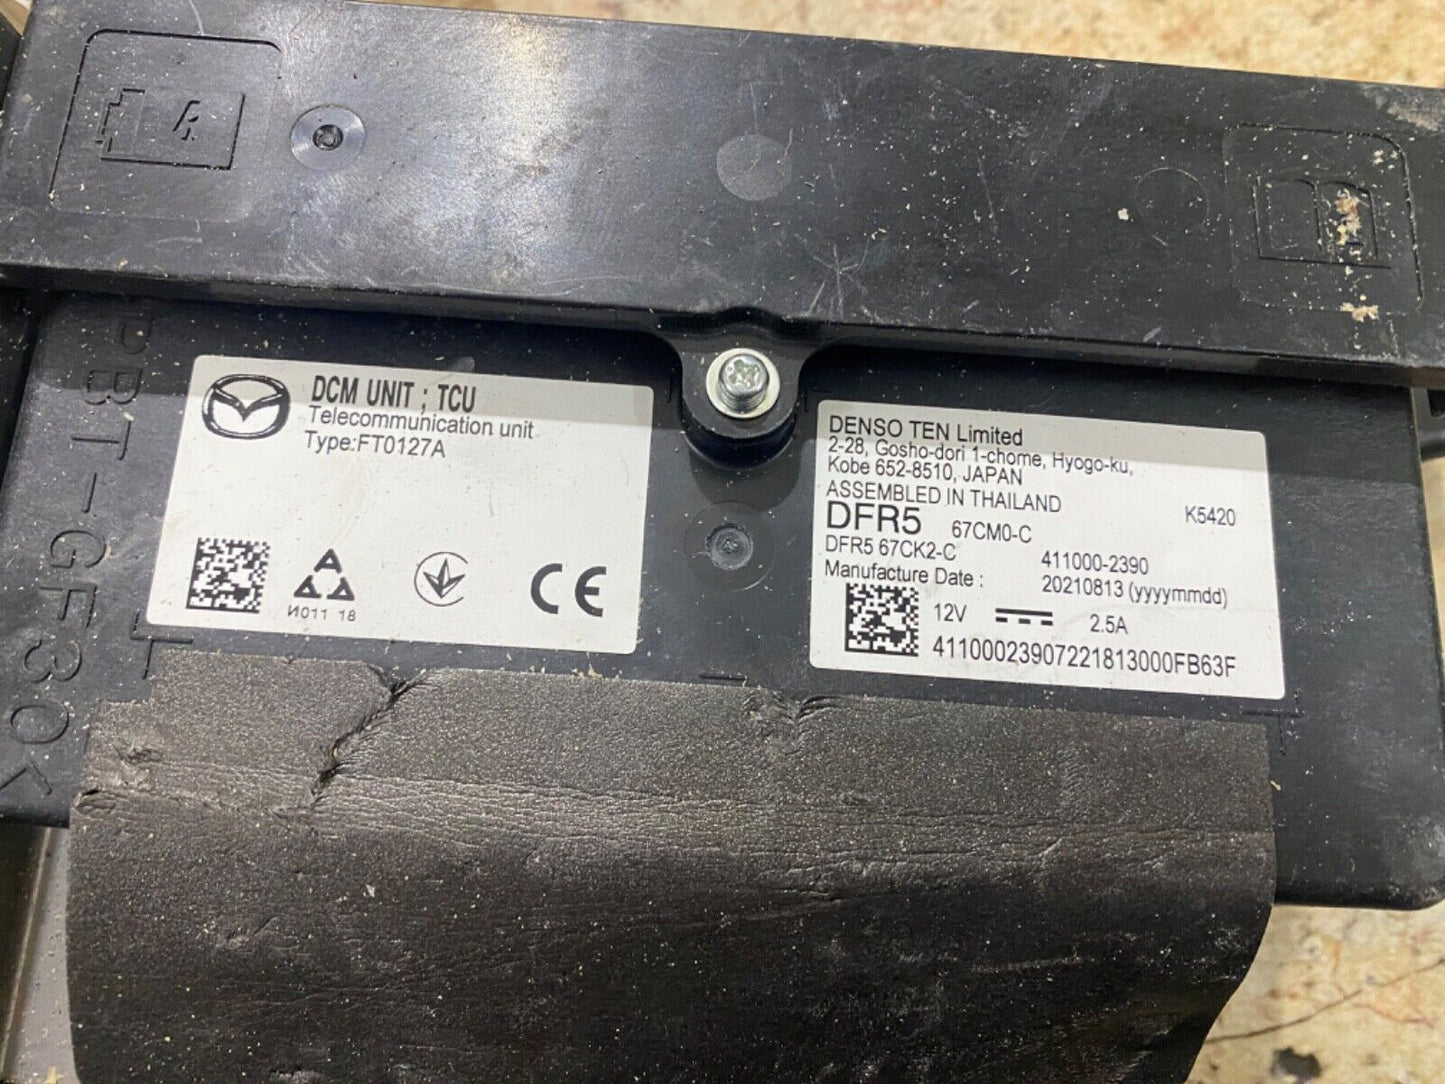 PBT-GF30<
DCM UNIT ; TCU
Telecommunication unit
Type:FT0127A
A
AA
И011 18
CE
DENSO TEN Limited
2-28, Gosho-dori 1-chome, Hyogo-ku,
Kobe 652-8510, JAPAN
ASSEMBLED IN THAILAND
K5420
DFR5 67CM0-C
DFR5 67CK2-C 411000-2390
Manufacture Date : 20210813 (yyyymmdd)
12V 2.5A
41100023907221813000FB63F